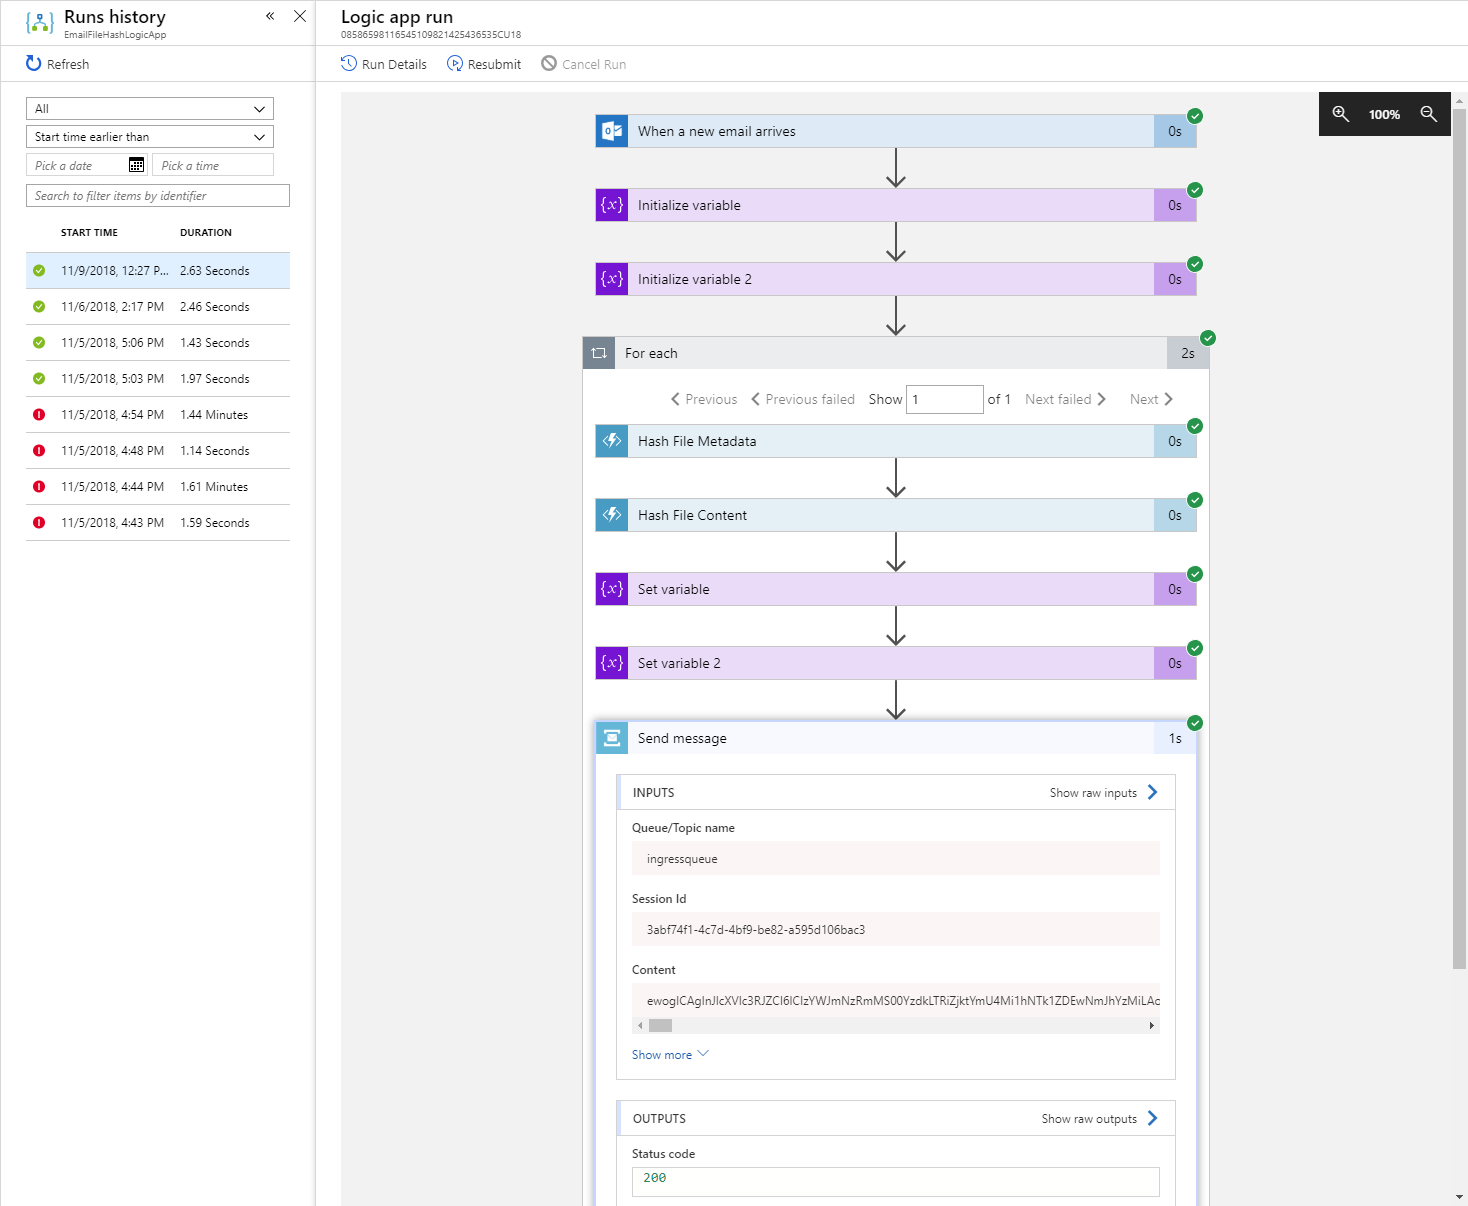 Runs history
EmailFileHashLogicApp
Refresh
All
Start time earlier than
Pick a date
Pick a time
Search to filter items by identifier
START TIME DURATION
11/9/2018, 12:27 P... 2.63 Seconds
11/6/2018, 2:17 PM 2.46 Seconds
11/5/2018, 5:06 PM 1.43 Seconds
11/5/2018, 5:03 PM 1.97 Seconds
11/5/2018, 4:54 PM 1.44 Minutes
11/5/2018, 4:48 PM 1.14 Seconds
11/5/2018, 4:44 PM 1.61 Minutes
11/5/2018, 4:43 PM 1.59 Seconds
Logic app run
08586598116545109821425436535CU18
Run Details Resubmit Cancel Run
100%
When a new email arrives 0s
{x} Initialize variable 0s
{x} Initialize variable 2 0s
For each 2s
Previous Previous failed Show 1 of 1 Next failed Next
Hash File Metadata 0s
Hash File Content 0s
{x} Set variable 0s
{x} Set variable 2 0s
Send message 1s
INPUTS Show raw inputs
Queue/Topic name
ingressqueue
Session Id
3abf74f1-4c7d-4bf9-be82-a595d106bac3
Content
Show more
OUTPUTS Show raw outputs
Status code
200